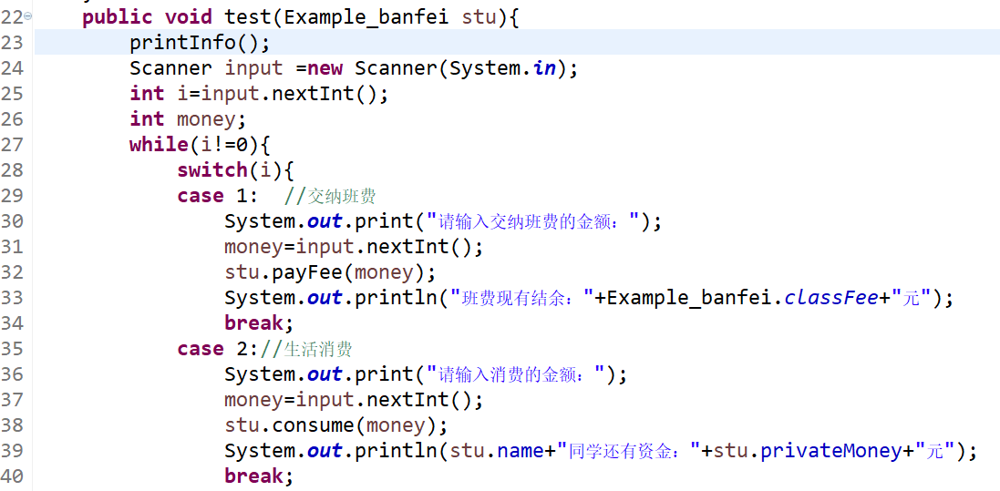 22 public void test(Example_banfei stu){
23 printInfo();
24 Scanner input =new Scanner(System.in);
25 int i=input.nextInt();
26 int money;
27 while(i!=0){
28 switch(i){
29 case 1: //交纳班费
30 System.out.print("请输入交纳班费的金额：");
31 money=input.nextInt();
32 stu.payFee(money);
33 System.out.println("班费现有结余："+Example_banfei.classFee+"元");
34 break;
35 case 2://生活消费
36 System.out.print("请输入消费的金额：");
37 money=input.nextInt();
38 stu.consume(money);
39 System.out.println(stu.name+"同学还有资金："+stu.privateMoney+"元");
40 break;